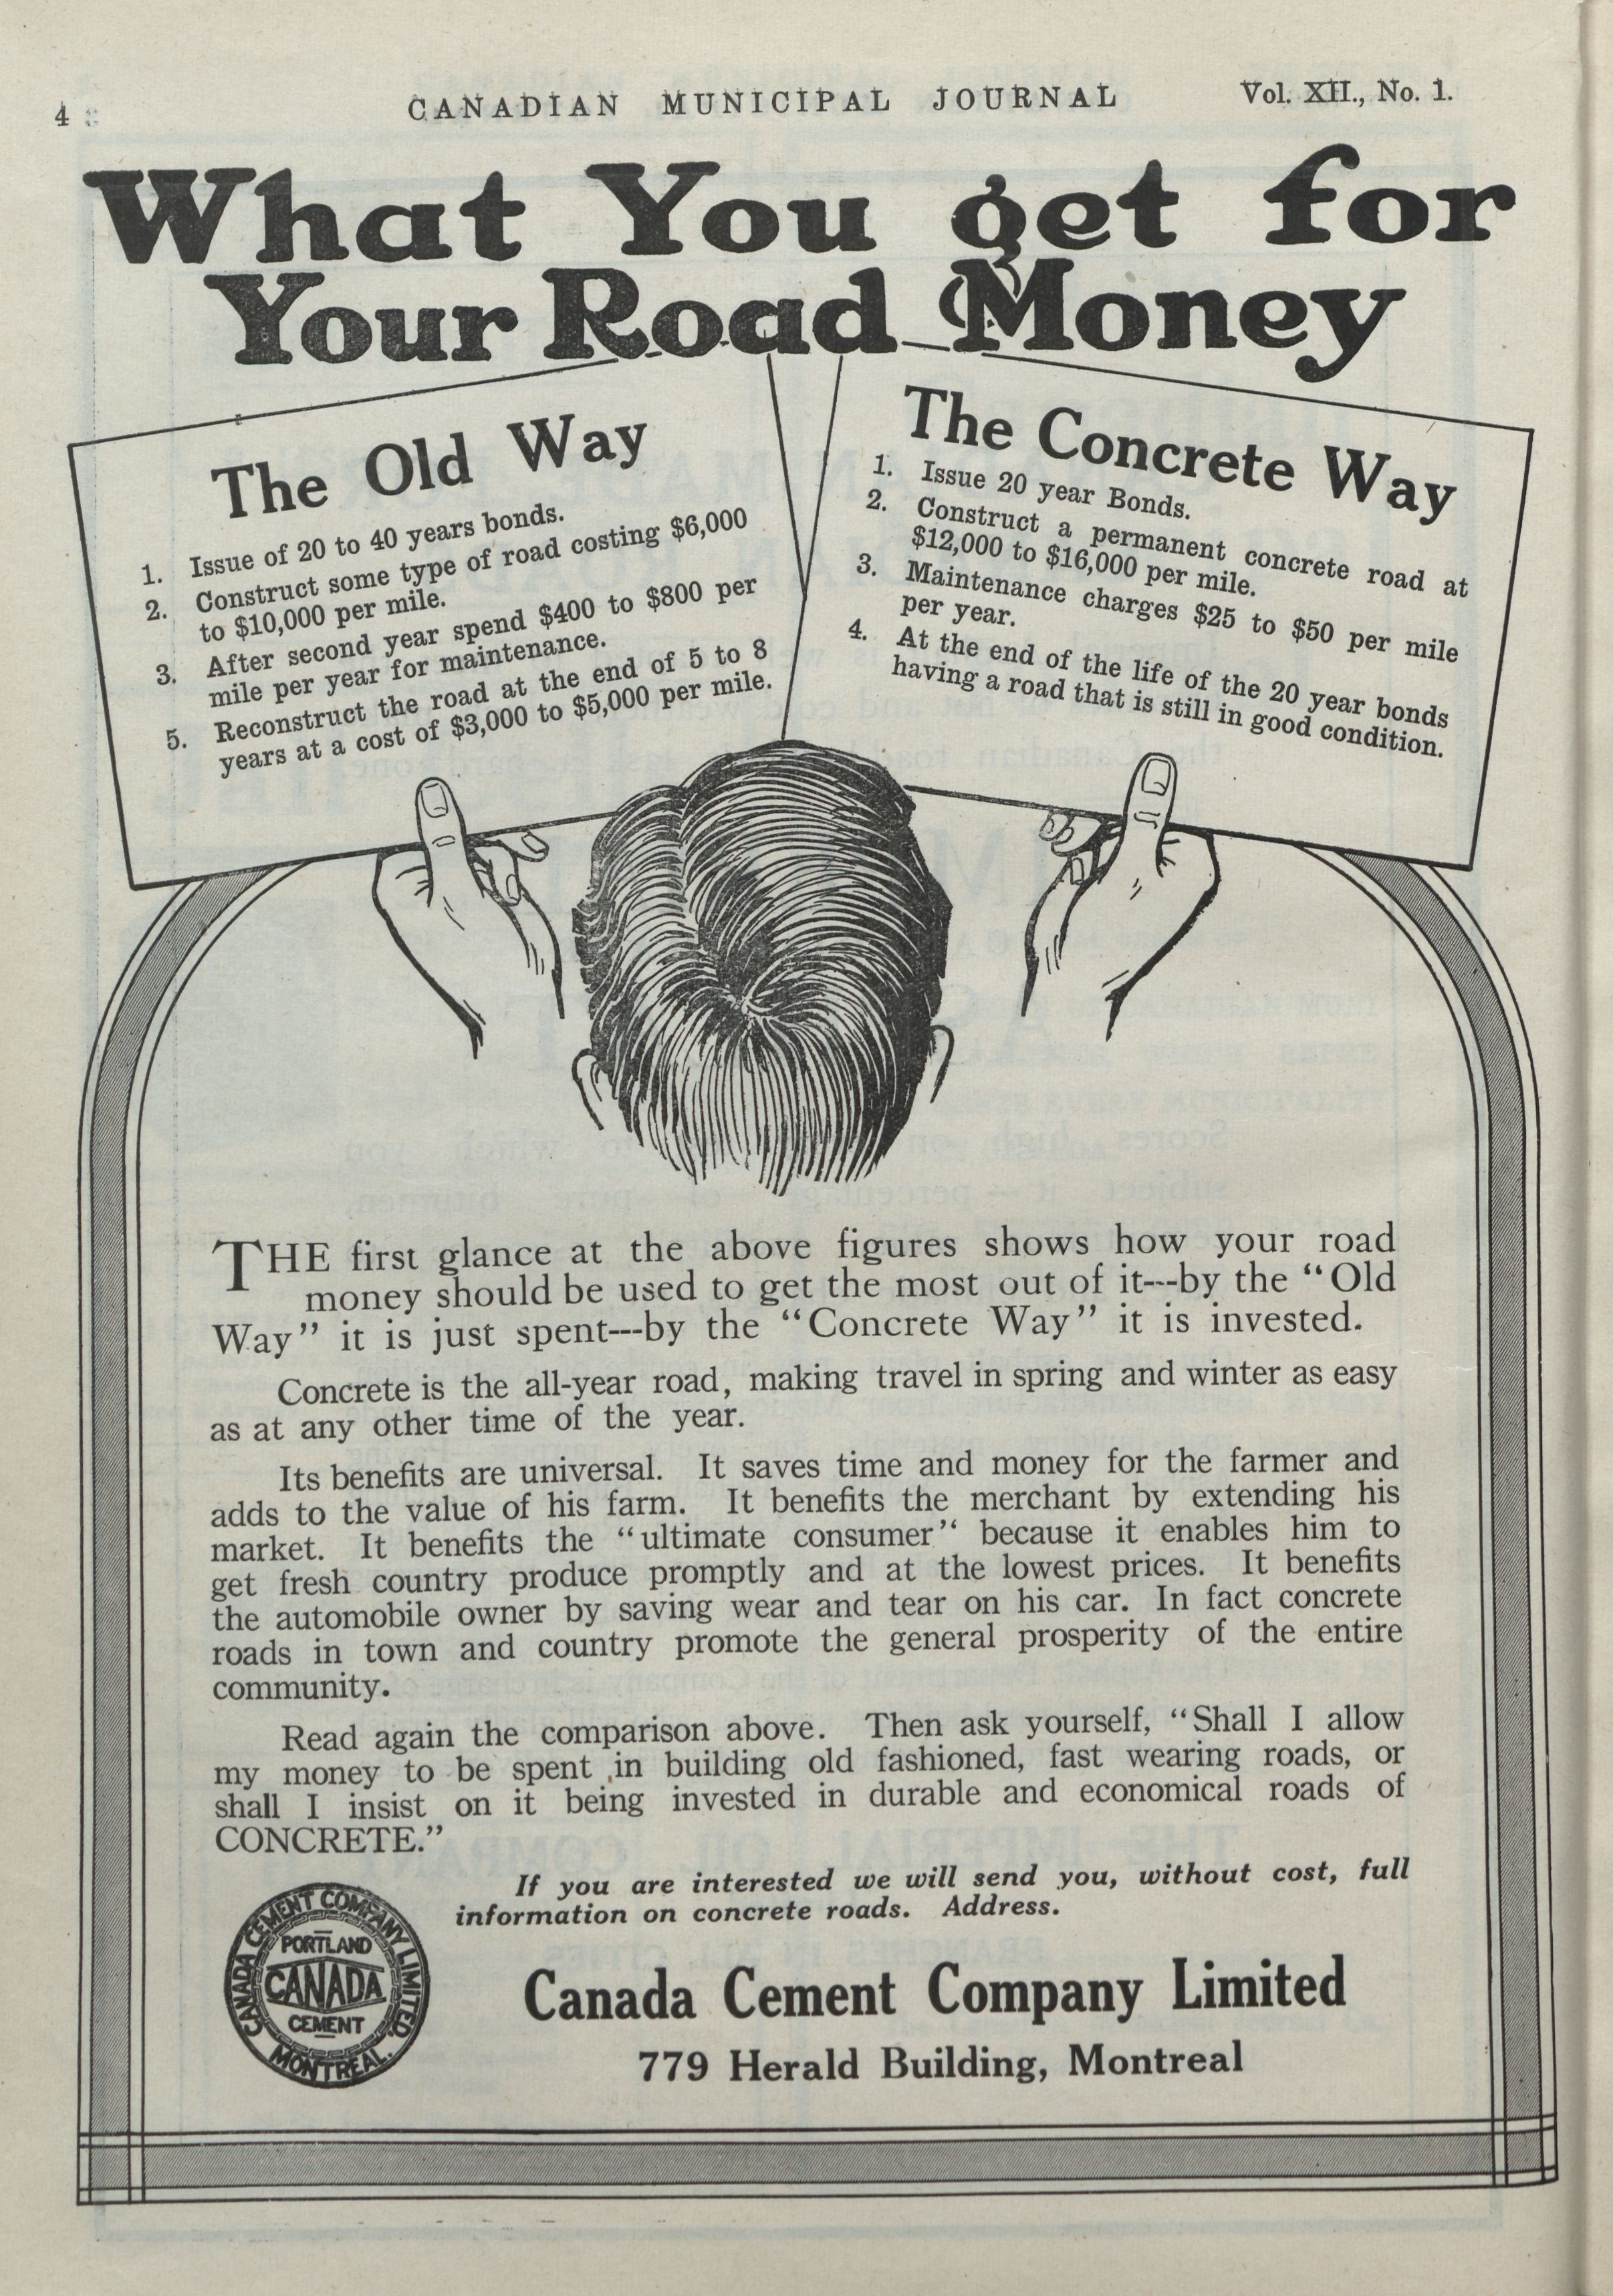 4
CANADIAN MUNICIPAL JOURNAL
Vol. XII., No. 1.
What You get for
Your Road Money
The Old Way
1. Issue of 20 to 40 years bonds.
2. Construct some type of road costing $6,000
to $10,000 per mile.
3. After second year spend $400 to $800 per
mile per year for maintenance.
5. Reconstruct the road at the end of 5 to 8
years at a cost of $3,000 to $5,000 per mile.
The Concrete Way
1. Issue 20 year Bonds.
2. Construct a permanent concrete road at
$12,000 to $16,000 per mile.
3. Maintenance charges $25 to $50 per mile
per year.
4. At the end of the life of the 20 year bonds
having a road that is still in good condition.
THE first glance at the above figures shows how your road
money should be used to get the most out of it---by the “Old
Way” it is just spent---by the “Concrete Way” it is invested.
Concrete is the all-year road, making travel in spring and winter as easy
as at any other time of the year.
Its benefits are universal. It saves time and money for the farmer and
adds to the value of his farm. It benefits the merchant by extending his
market. It benefits the “ultimate consumer“ because it enables him to
get fresh country produce promptly and at the lowest prices. It benefits
the automobile owner by saving wear and tear on his car. In fact concrete
roads in town and country promote the general prosperity of the entire
community.
Read again the comparison above. Then ask yourself, “Shall I allow
my money to be spent in building old fashioned, fast wearing roads, or
shall I insist on it being invested in durable and economical roads of
CONCRETE.”
If you are interested we will send you, without cost, full
information on concrete roads. Address.
CANADA CEMENT COMPANY LIMITED.
PORTLAND
CANADA
CEMENT
MONTREAL.
Canada Cement Company Limited
779 Herald Building, Montreal